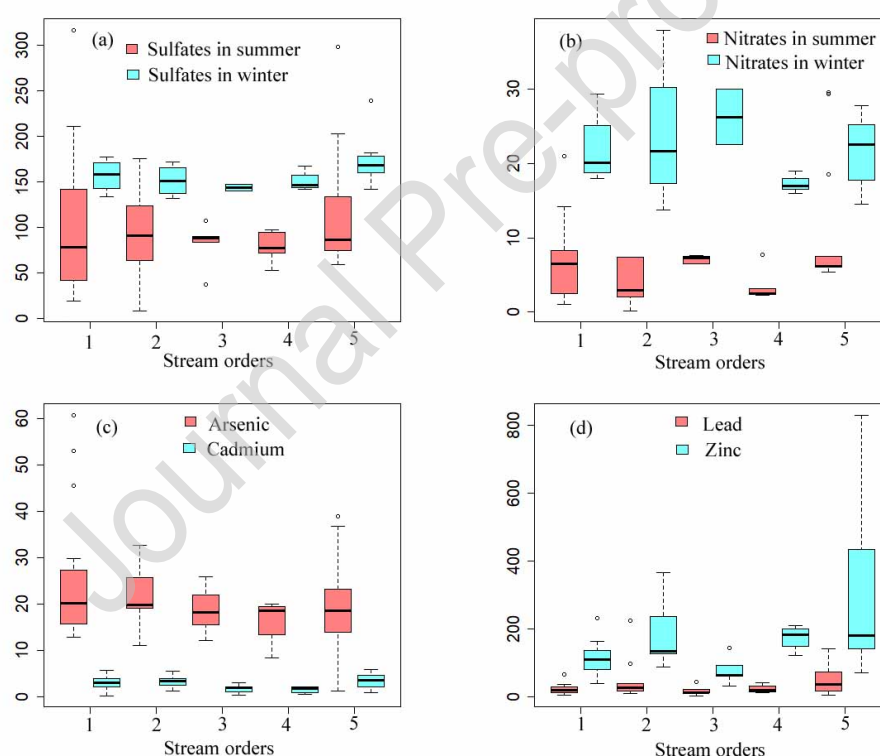 (a)
Sulfates in summer
Sulfates in winter
300
250
200
150
100
50
0
1 2 3 4 5
Stream orders
(b)
Nitrates in summer
Nitrates in winter
30
20
10
0
1 2 3 4 5
Stream orders
(c)
Arsenic
Cadmium
60
50
40
30
20
10
0
1 2 3 4 5
Stream orders
(d)
Lead
Zinc
800
600
400
200
0
1 2 3 4 5
Stream orders
Journal Pre-pro